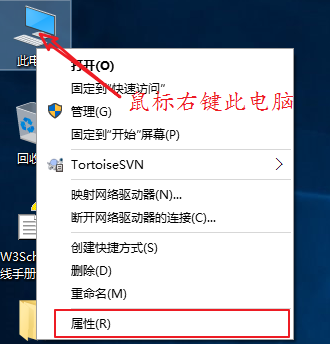 此电
打开(O)
固定到"快速访问"
鼠标右键此电脑
管理(G)
固定到"开始"屏幕(P)
回收
TortoiseSVN
映射网络驱动器(N)...
断开网络驱动器的连接(C)...
创建快捷方式(S)
W3Sch
线手册
删除(D)
重命名(M)
属性(R)